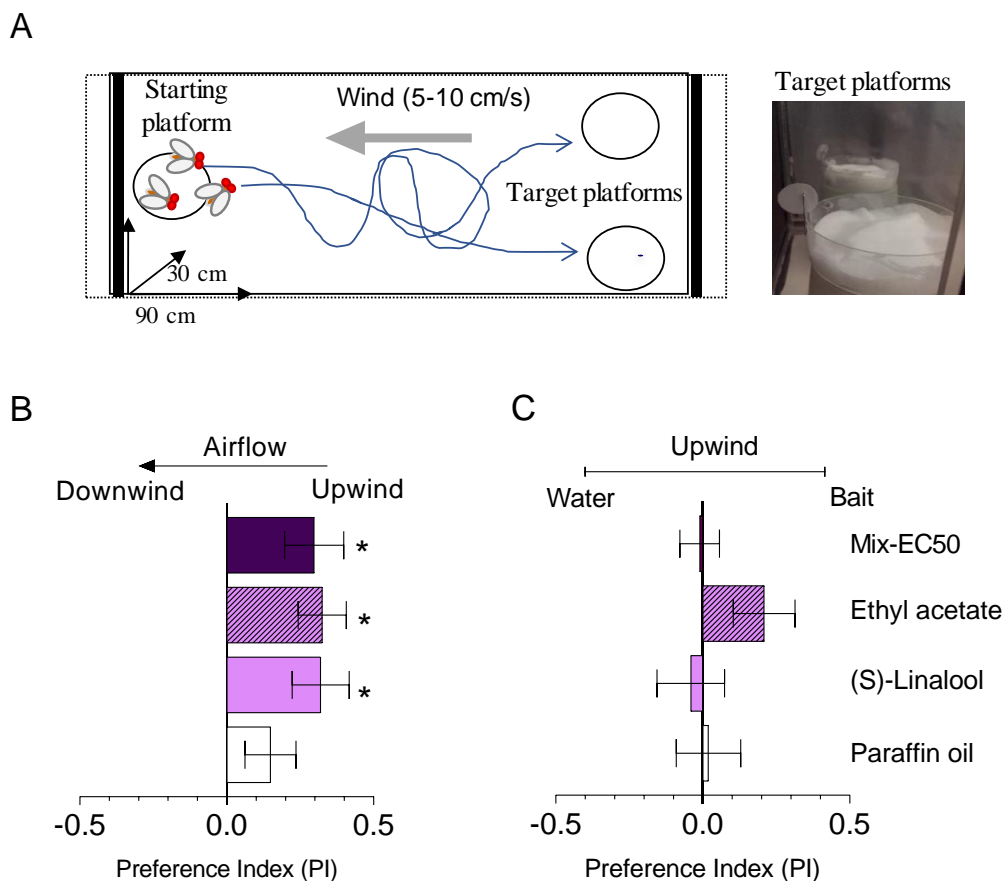 A
Starting
platform
Wind (5-10 cm/s)
Target platforms
30 cm
90 cm
Target platforms
B
Airflow
Downwind
Upwind
-0.5
0.0
0.5
Preference Index (PI)
*
*
*
C
Upwind
Water
Bait
Mix-EC50
Ethyl acetate
(S)-Linalool
Paraffin oil
-0.5
0.0
0.5
Preference Index (PI)